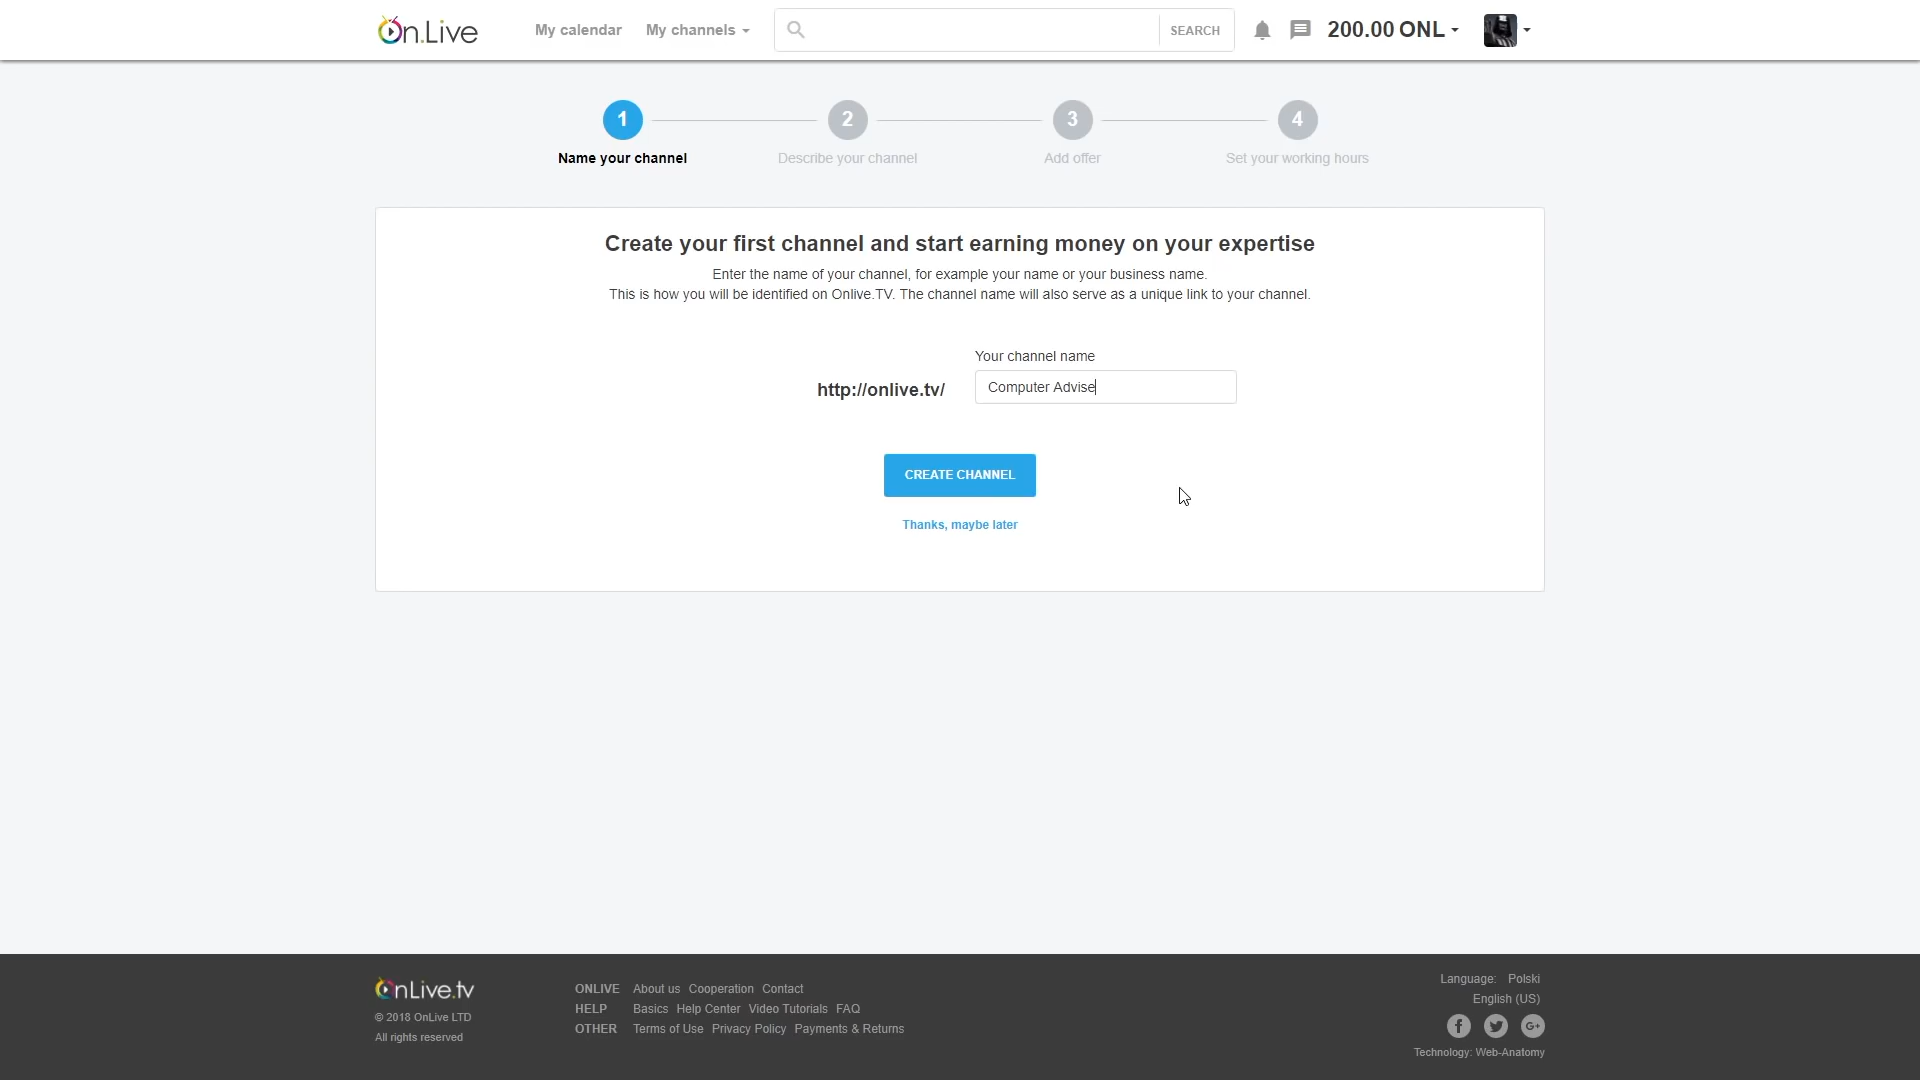 On.Live My calendar My channels SEARCH 200.00 ONL
1 2 3 4
Name your channel Describe your channel Add offer Set your working hours
Create your first channel and start earning money on your expertise
Enter the name of your channel, for example your name or your business name.
This is how you will be identified on Onlive.TV. The channel name will also serve as a unique link to your channel.
Your channel name
http://onlive.tv/ Computer Advise
CREATE CHANNEL
Thanks, maybe later
OnLive.tv
© 2018 OnLive LTD
All rights reserved
ONLIVE About us Cooperation Contact
HELP Basics Help Center Video Tutorials FAQ
OTHER Terms of Use Privacy Policy Payments & Returns
Language: Polski
English (US)
f G+
Technology: Web-Anatomy